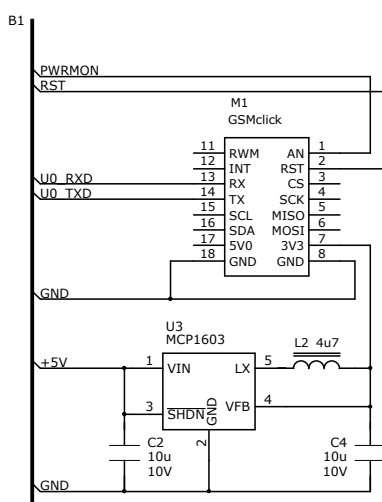 B1
PWRMON
RST
M1
GSMclick
11 RWM AN 1
12 INT RST 2
U0_RXD 13 RX CS 3
U0_TXD 14 TX SCK 4
15 SCL MISO 5
16 SDA MOSI 6
17 5V0 3V3 7
18 GND GND 8
GND
U3
MCP1603
L2 4u7
+5V 1 VIN LX 5
3 SHDN VFB 4
GND
2
C2
10u
10V
C4
10u
10V
GND